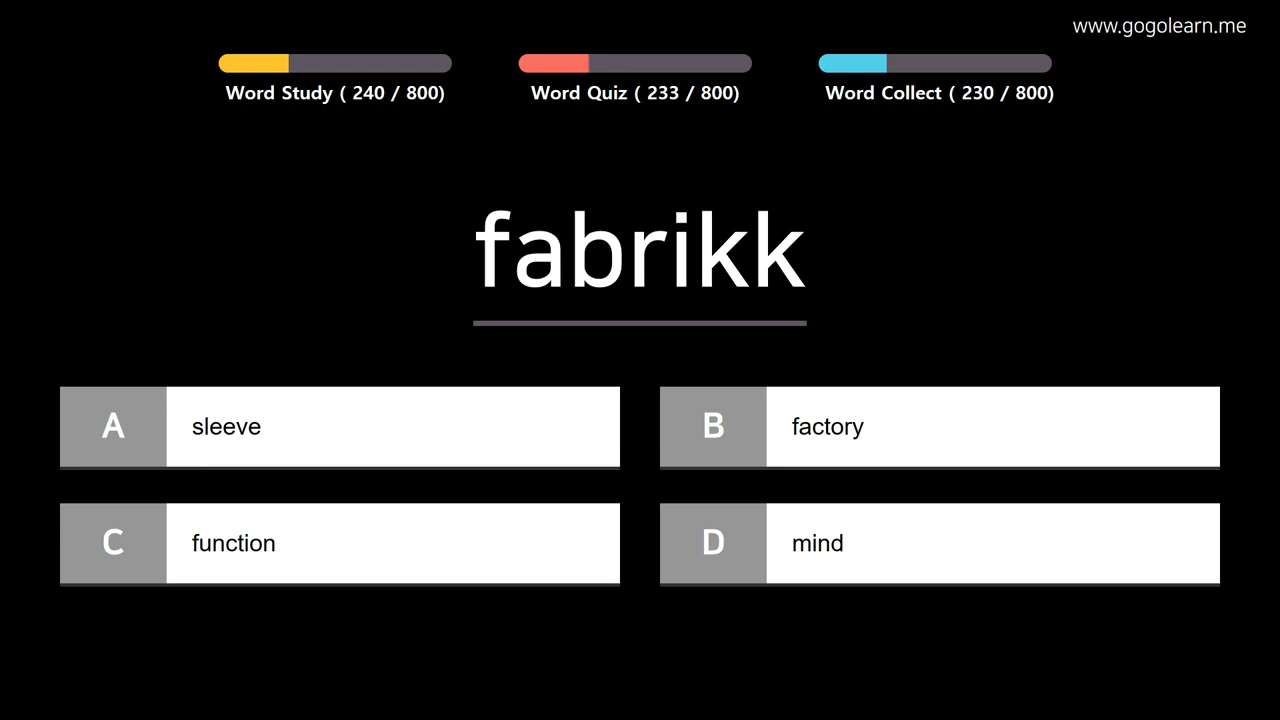 www.gogolearn.me
Word Study ( 240 / 800)
Word Quiz ( 233 / 800)
Word Collect ( 230 / 800)
fabrikk
A sleeve
B factory
C function
D mind